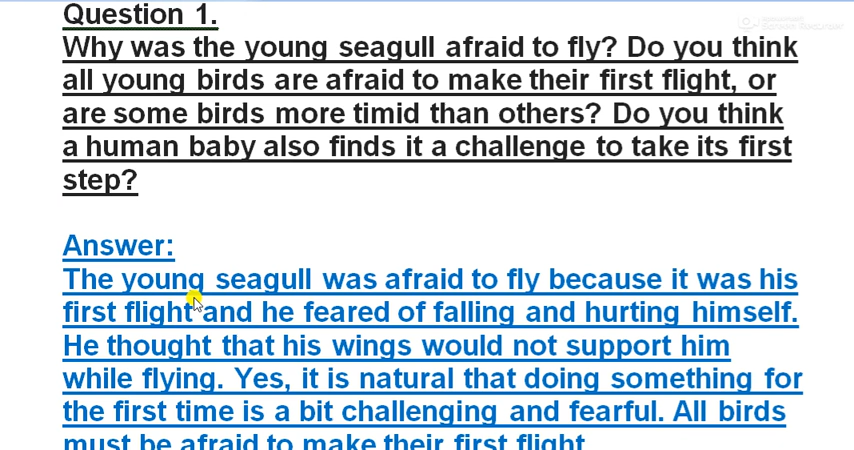 Question 1.
Why was the young seagull afraid to fly? Do you think
all young birds are afraid to make their first flight, or
are some birds more timid than others? Do you think
a human baby also finds it a challenge to take its first
step?
Answer:
The young seagull was afraid to fly because it was his
first flight and he feared of falling and hurting himself.
He thought that his wings would not support him
while flying. Yes, it is natural that doing something for
the first time is a bit challenging and fearful. All birds
must be afraid to make their first flight